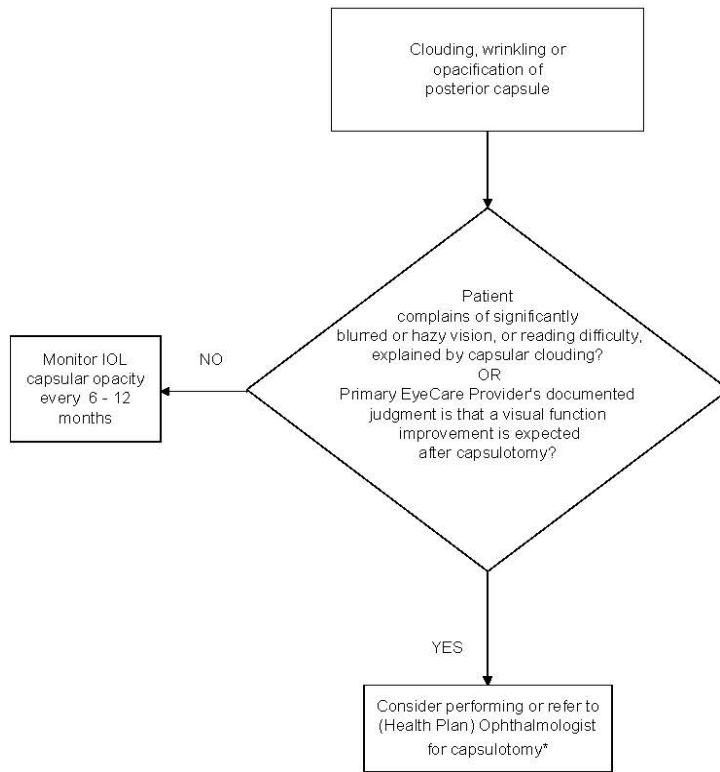 Clouding, wrinkling or
opacification of
posterior capsule
Patient
complains of significantly
blurred or hazy vision, or reading difficulty,
explained by capsular clouding?
OR
Primary EyeCare Provider's documented
judgment is that a visual function
improvement is expected
after capsulotomy?
NO
Monitor IOL
capsular opacity
every 6 - 12
months
YES
Consider performing or refer to
(Health Plan) Ophthalmologist
for capsulotomy*